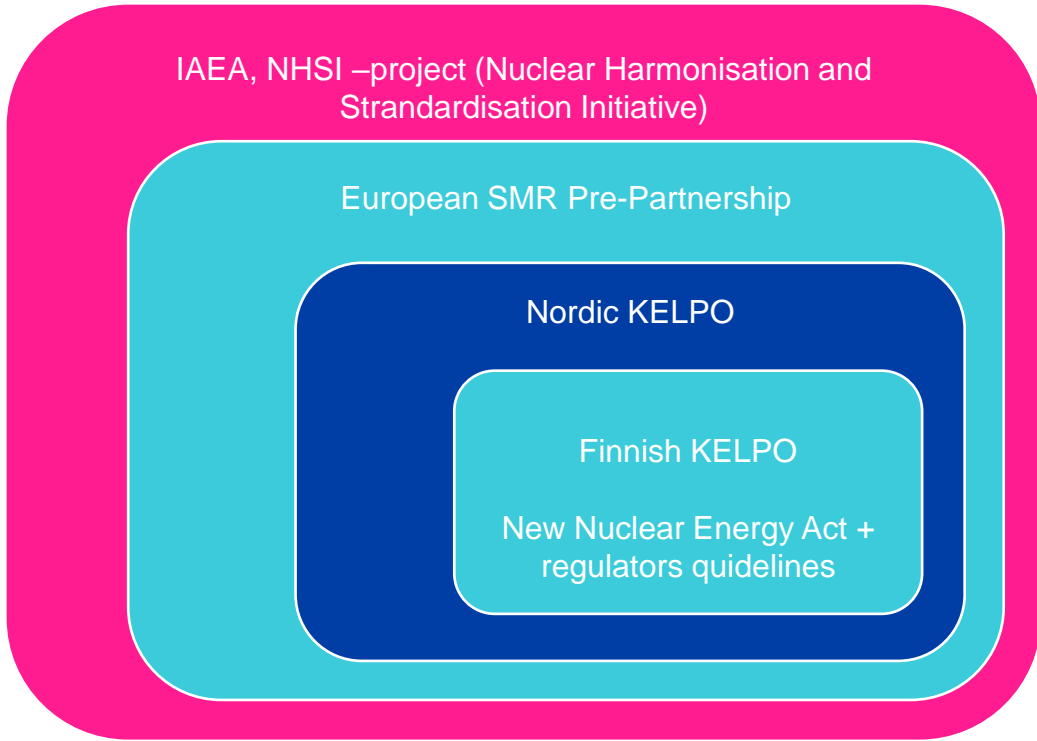 IAEA, NHSI –project (Nuclear Harmonisation and
Strandardisation Initiative)
European SMR Pre-Partnership
Nordic KELPO
Finnish KELPO
New Nuclear Energy Act +
regulators quidelines